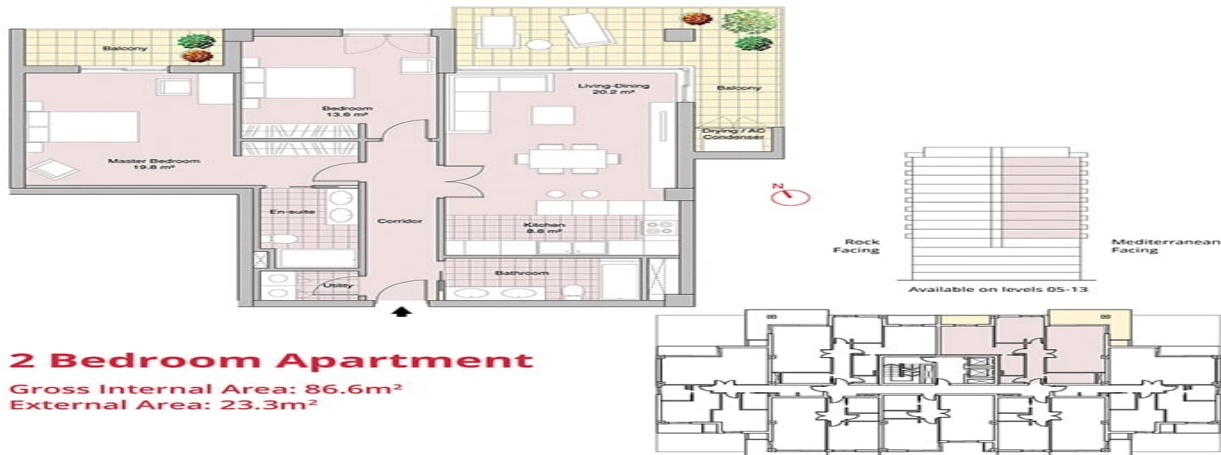 Balcony
Bedroom
13.6 m²
Living-Dining
20.2 m²
Balcony
Drying / AC
Condenser
Master Bedroom
19.8 m²
En-suite
Corridor
Kitchen
8.8 m²
Utility
Bathroom
N
Rock
Facing
Mediterranean
Facing
Available on levels 05-13
2 Bedroom Apartment
Gross Internal Area: 86.6m²
External Area: 23.3m²